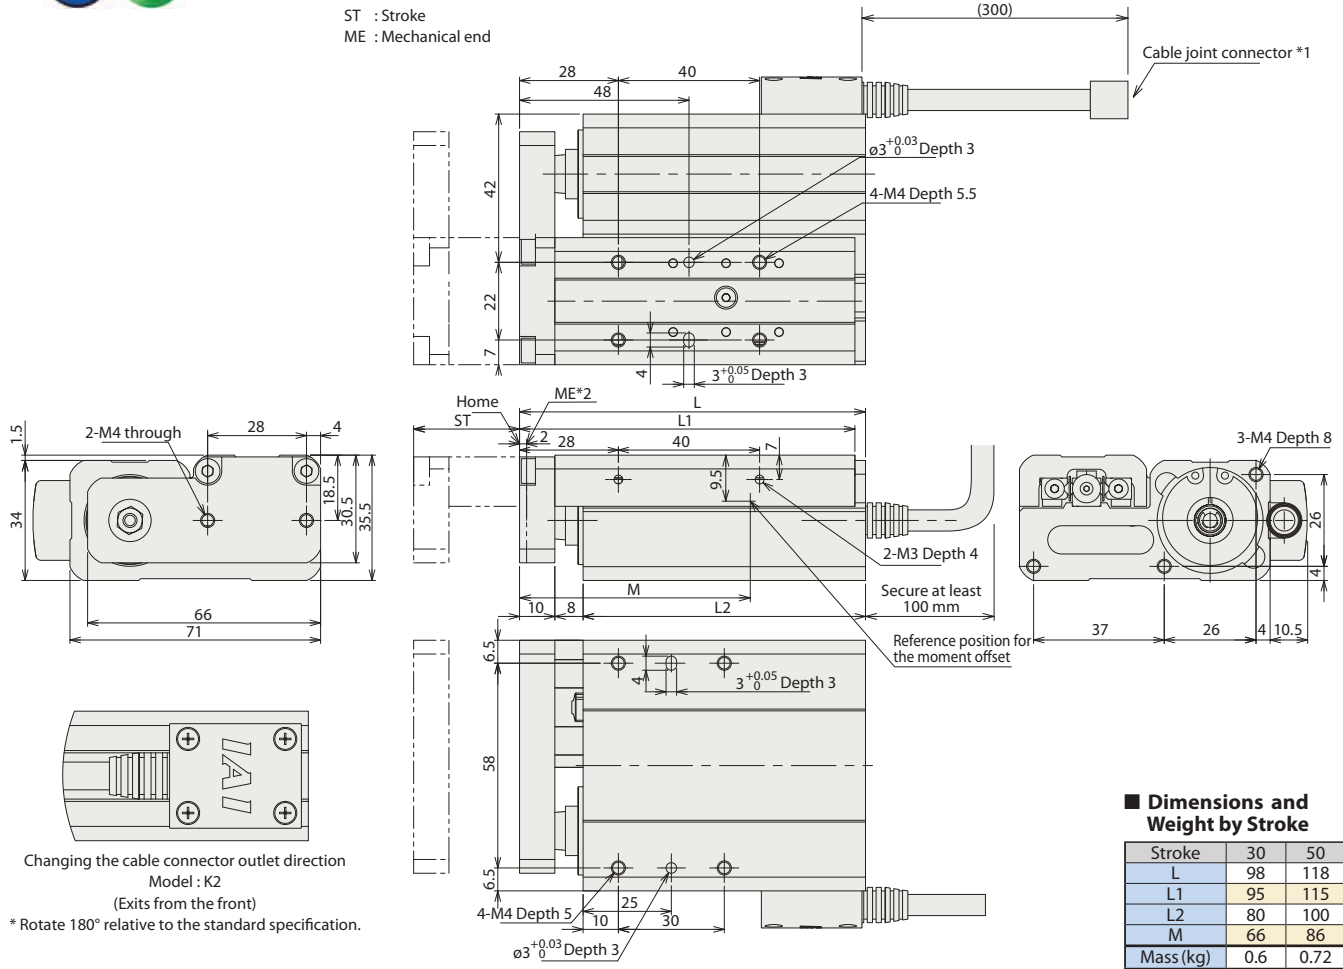 ST : Stroke
ME : Mechanical end
(300)
Cable joint connector *1
28
40
48
ø3 +0.03 0 Depth 3
4-M4 Depth 5.5
42
22
7
4
3 +0.05 0 Depth 3
Home
ME*2
ST
L
L1
2
28
40
7
9.5
2-M3 Depth 4
M
10
8
L2
Secure at least
100 mm
Reference position for
the moment offset
1.5
2-M4 through
28
4
34
18.5
30.5
35.5
66
71
3-M4 Depth 8
26
4
37
26
4
10.5
6.5
4
3 +0.05 0 Depth 3
58
6.5
4-M4 Depth 5
25
10
30
ø3 +0.03 0 Depth 3
IAI
Changing the cable connector outlet direction
Model : K2
(Exits from the front)
* Rotate 180° relative to the standard specification.
■ Dimensions and
Weight by Stroke
Stroke 30 50
L 98 118
L1 95 115
L2 80 100
M 66 86
Mass (kg) 0.6 0.72